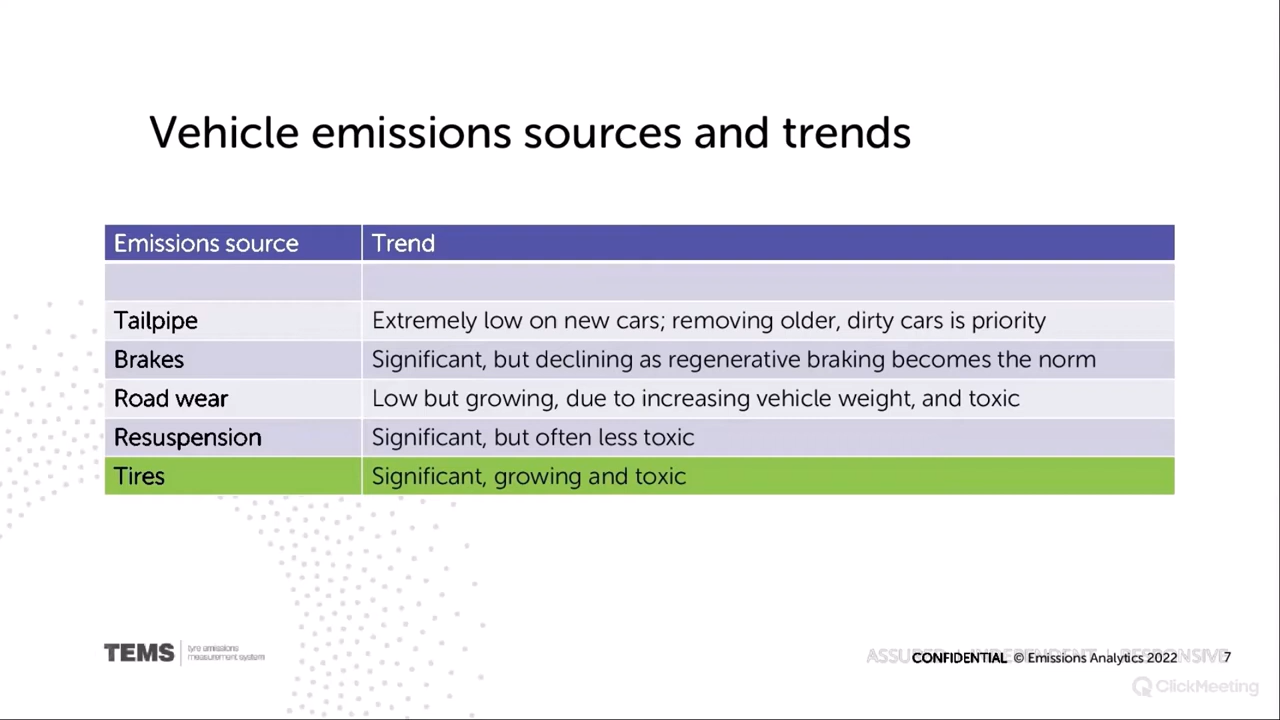 Vehicle emissions sources and trends
Emissions source Trend
Tailpipe Extremely low on new cars; removing older, dirty cars is priority
Brakes Significant, but declining as regenerative braking becomes the norm
Road wear Low but growing, due to increasing vehicle weight, and toxic
Resuspension Significant, but often less toxic
Tires Significant, growing and toxic
TEMS tyre emissions
measurement system
CONFIDENTIAL © Emissions Analytics 2022 7
ClickMeeting